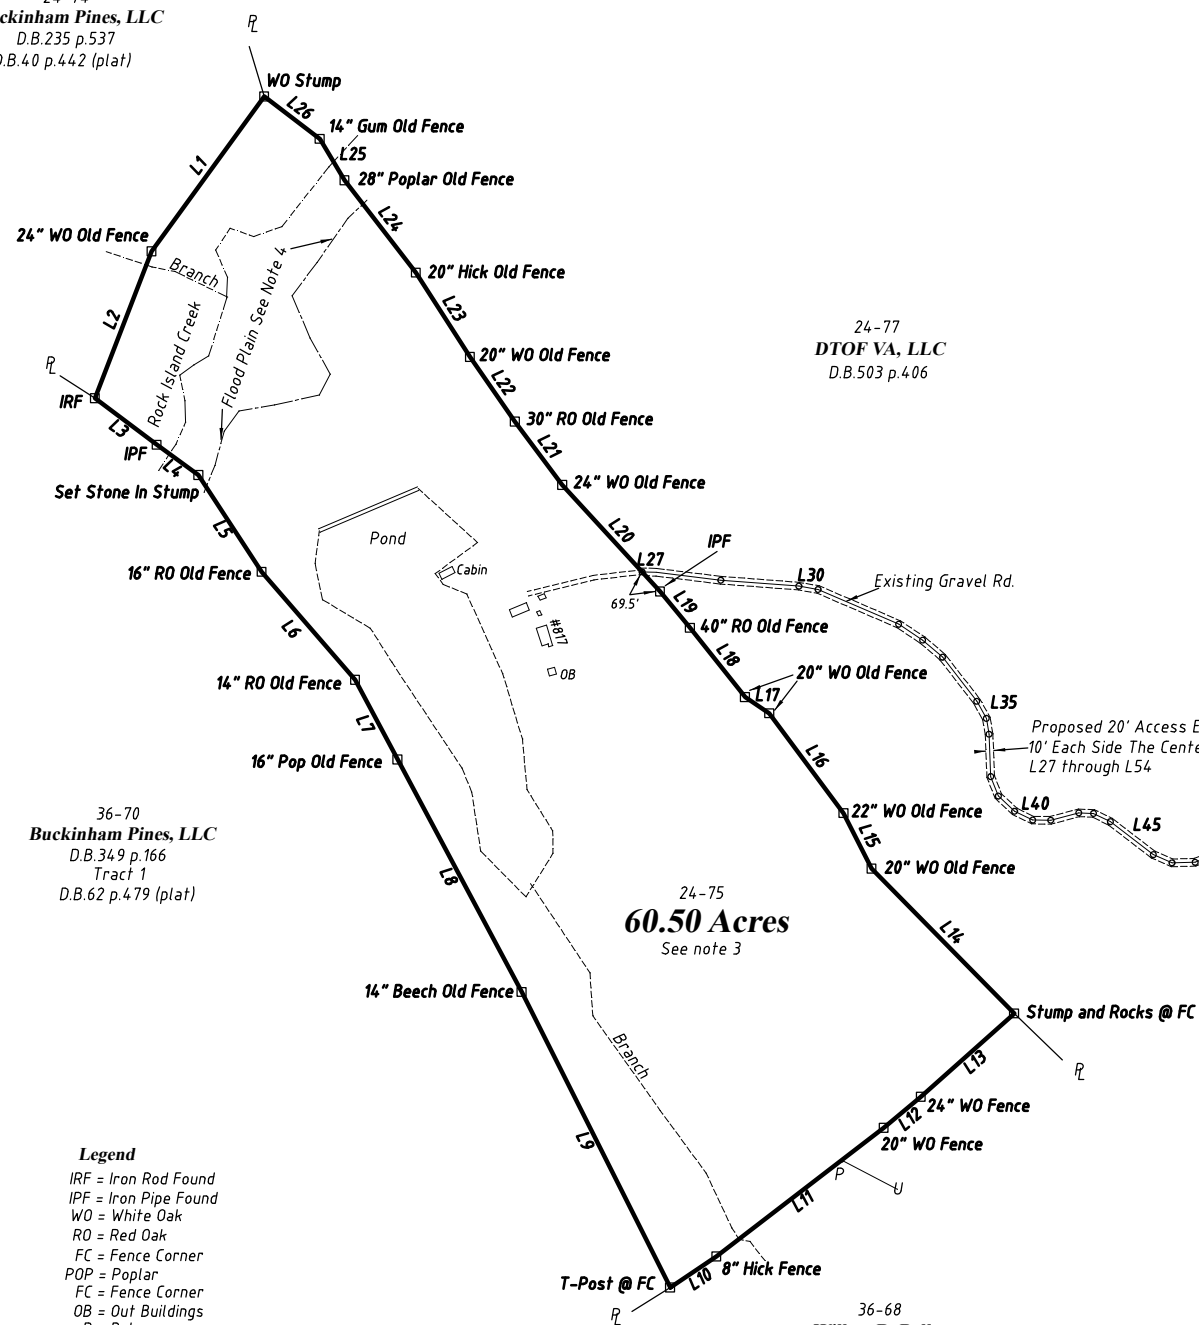 Buckinham Pines, LLC
D.B.235 p.537
D.B.40 p.442 (plat)
PL
WO Stump
L26
14" Gum Old Fence
L25
28" Poplar Old Fence
L1
L24
24" WO Old Fence
Branch
20" Hick Old Fence
L2
L23
Rock Island Creek
Flood Plain See Note 4
24-77
DTOF VA, LLC
D.B.503 p.406
20" WO Old Fence
PL
L22
IRF
L3
30" RO Old Fence
IPF
L4
L21
Set Stone In Stump
24" WO Old Fence
L5
L20
Pond
IPF
16" RO Old Fence
Cabin
L27
L30
Existing Gravel Rd.
69.5'
L19
#817
40" RO Old Fence
L6
L18
OB
14" RO Old Fence
20" WO Old Fence
L17
L35
L7
Proposed 20' Access
10' Each Side The
L27 through L54
16" Pop Old Fence
L16
L40
22" WO Old Fence
L45
L15
36-70
Buckinham Pines, LLC
D.B.349 p.166
Tract 1
D.B.62 p.479 (plat)
L8
20" WO Old Fence
24-75
60.50 Acres
See note 3
L14
14" Beech Old Fence
Stump and Rocks @ FC
Branch
L13
PL
24" WO Fence
L12
20" WO Fence
L9
P
U
L11
Legend
IRF = Iron Rod Found
IPF = Iron Pipe Found
WO = White Oak
RO = Red Oak
FC = Fence Corner
POP = Poplar
FC = Fence Corner
OB = Out Buildings
T-Post @ FC
L10
8" Hick Fence
PL
36-68